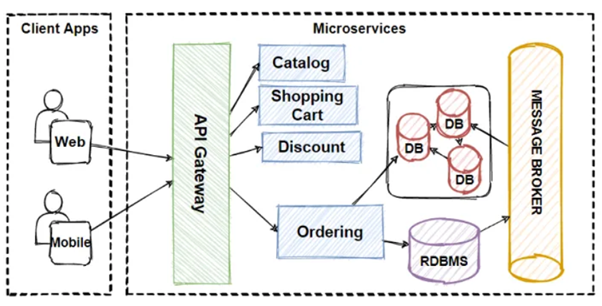 Client Apps
Microservices
Web
Mobile
API Gateway
Catalog
Shopping
Cart
Discount
Ordering
DB
DB
DB
RDBMS
MESSAGE BROKER